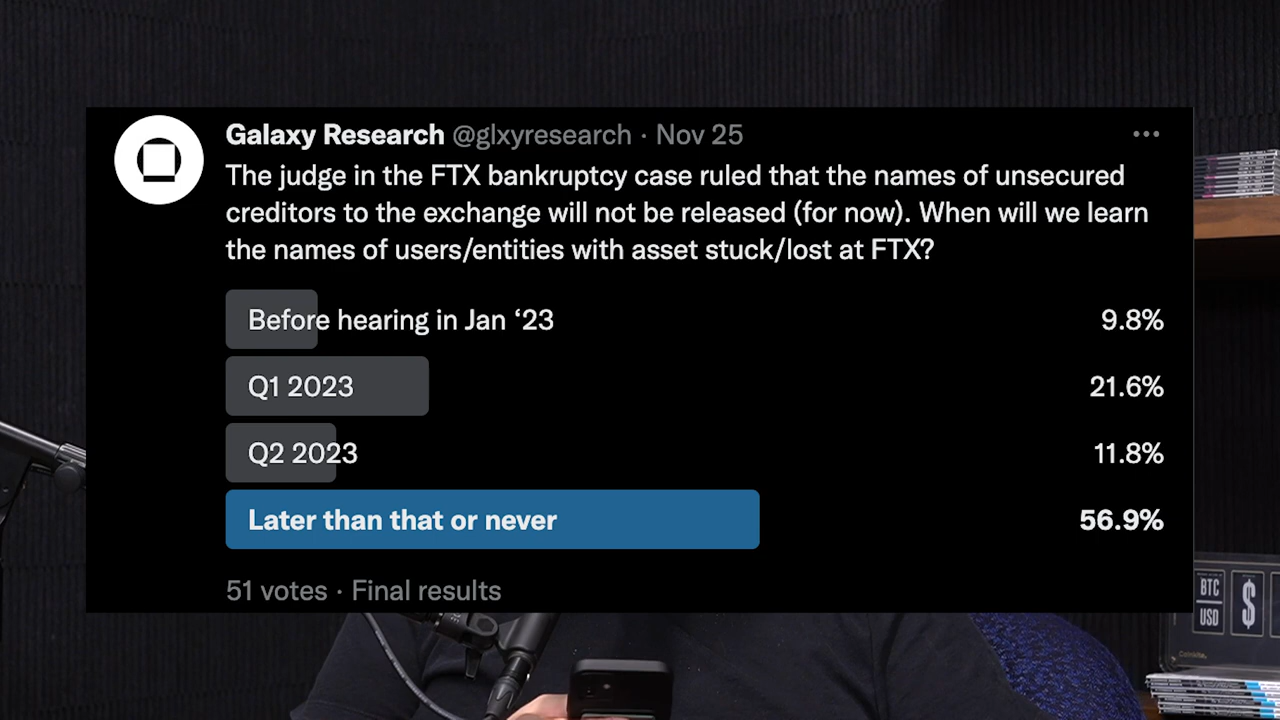 Galaxy Research @glxyresearch · Nov 25
The judge in the FTX bankruptcy case ruled that the names of unsecured
creditors to the exchange will not be released (for now). When will we learn
the names of users/entities with asset stuck/lost at FTX?
Before hearing in Jan ‘23 9.8%
Q1 2023 21.6%
Q2 2023 11.8%
Later than that or never 56.9%
51 votes · Final results
BTC
USD
$